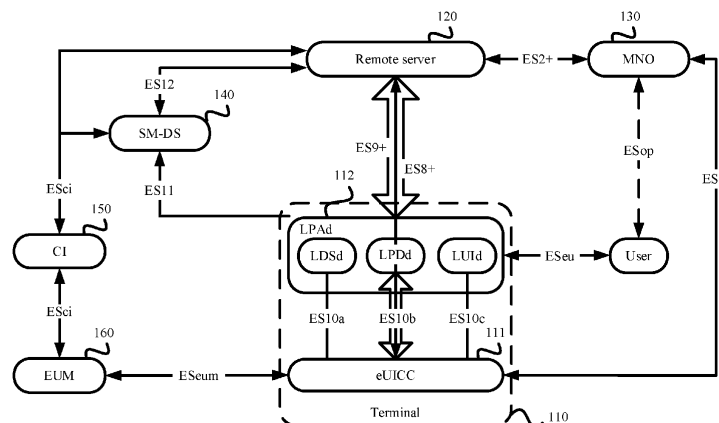 120
130
Remote server
ES2+
MNO
ES12
140
SM-DS
ES9+
ES8+
ESop
ES
112
ESci
ES11
150
CI
LPAd
LDSd
LPDd
LUId
ESeu
User
ESci
ES10a
ES10b
ES10c
111
160
EUM
ESeum
eUICC
Terminal
110